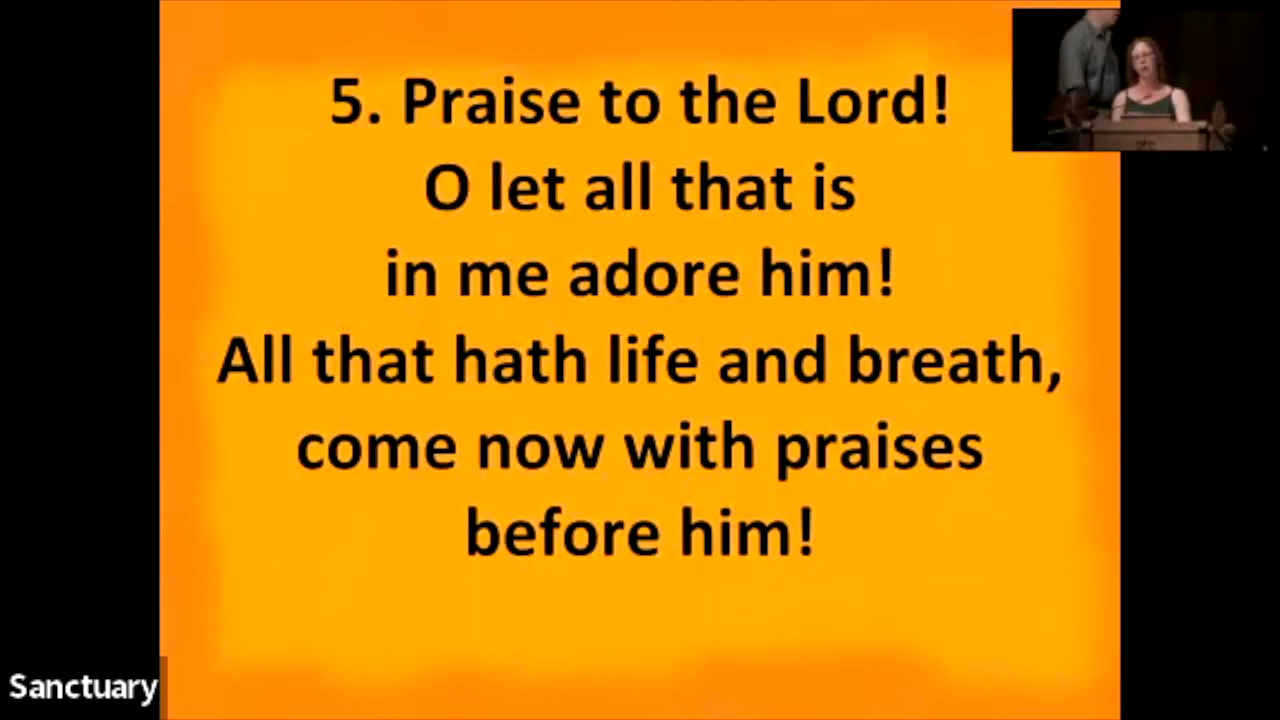 5. Praise to the Lord!
O let all that is
in me adore him!
All that hath life and breath,
come now with praises
before him!
Sanctuary